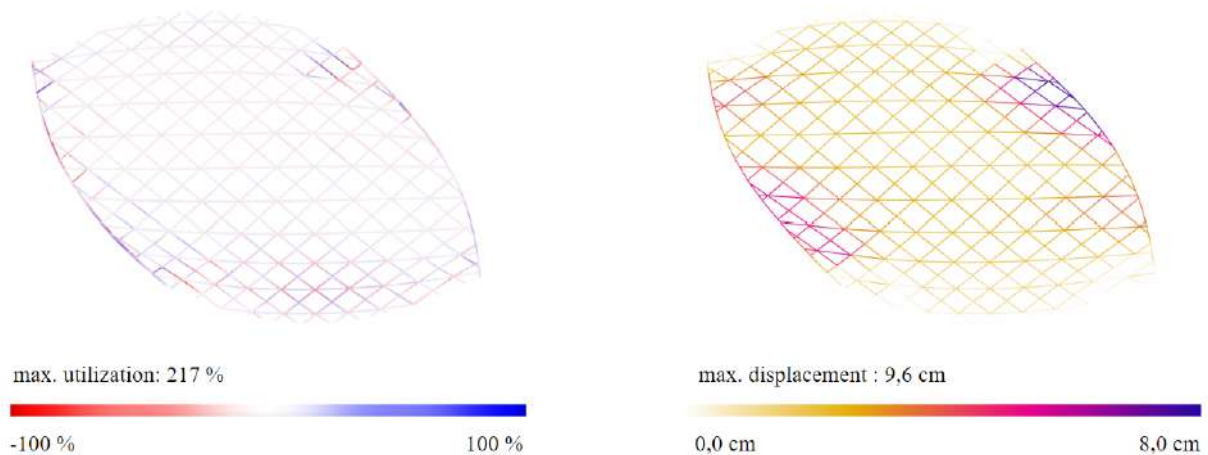 max. utilization: 217 %
-100 %
100 %
max. displacement : 9,6 cm
0,0 cm
8,0 cm